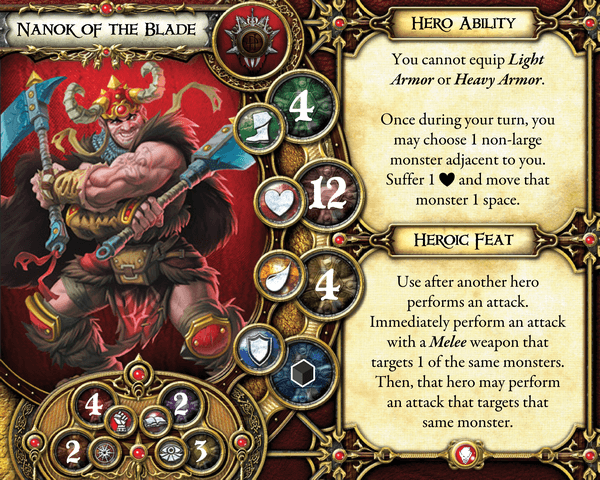 Nanok of the Blade
4
12
4
4
2
2
3
Hero Ability
You cannot equip Light
Armor or Heavy Armor.
Once during your turn, you
may choose 1 non-large
monster adjacent to you.
Suffer 1 ♥ and move that
monster 1 space.
Heroic Feat
Use after another hero
performs an attack.
Immediately perform an attack
with a Melee weapon that
targets 1 of the same monsters.
Then, that hero may perform
an attack that targets that
same monster.